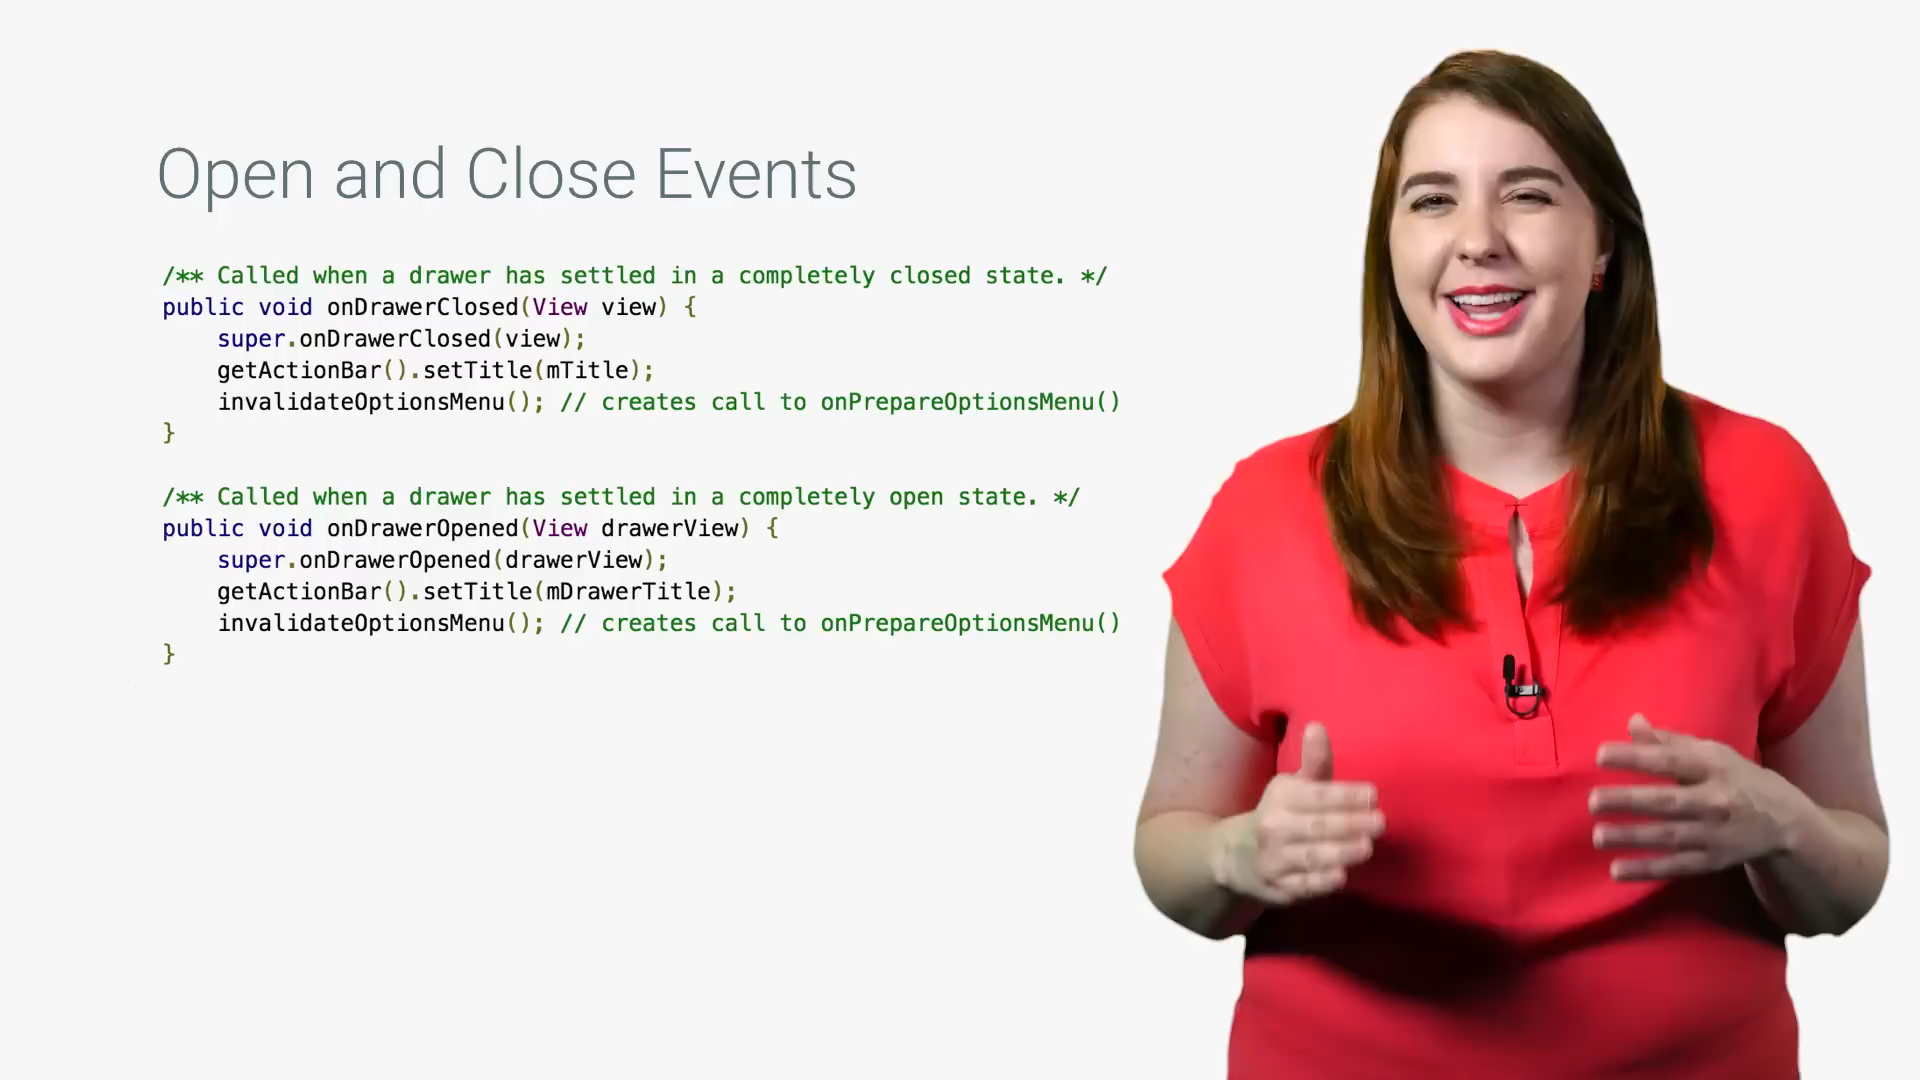 Open and Close Events
/** Called when a drawer has settled in a completely closed state. */
public void onDrawerClosed(View view) {
    super.onDrawerClosed(view);
    getActionBar().setTitle(mTitle);
    invalidateOptionsMenu(); // creates call to onPrepareOptionsMenu()
}
/** Called when a drawer has settled in a completely open state. */
public void onDrawerOpened(View drawerView) {
    super.onDrawerOpened(drawerView);
    getActionBar().setTitle(mDrawerTitle);
    invalidateOptionsMenu(); // creates call to onPrepareOptionsMenu()
}